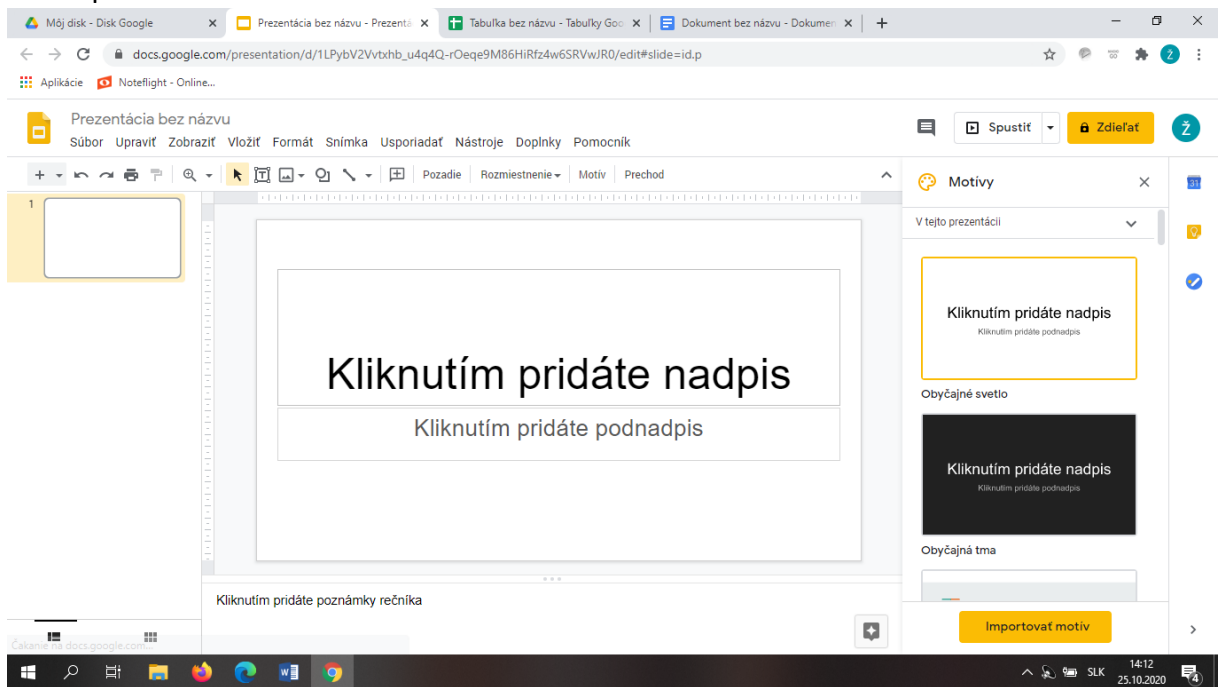 Môj disk - Disk Google
Prezentácia bez názvu - Prezentá
Tabuľka bez názvu - Tabuľky Goo
Dokument bez názvu - Dokumen
docs.google.com/presentation/d/1LPybV2Vvtxhb_u4q4Q-rOeqe9M86HiRfz4w6SRVwJR0/edit#slide=id.p
Aplikácie Noteflight - Online...
Prezentácia bez názvu
Súbor Upraviť Zobraziť Vložiť Formát Snímka Usporiadať Nástroje Doplnky Pomocník
Spustiť
Zdieľať
Ž
Pozadie Rozmiestnenie Motív Prechod
Motívy
31
1
V tejto prezentácii
Kliknutím pridáte nadpis
Kliknutím pridáte podnadpis
Kliknutím pridáte nadpis
Kliknutím pridáte podnadpis
Obyčajné svetlo
Kliknutím pridáte nadpis
Kliknutím pridáte podnadpis
Obyčajná tma
Kliknutím pridáte poznámky rečníka
Importovať motív
Čakanie na docs.google.com...
SLK
14:12
25.10.2020
4